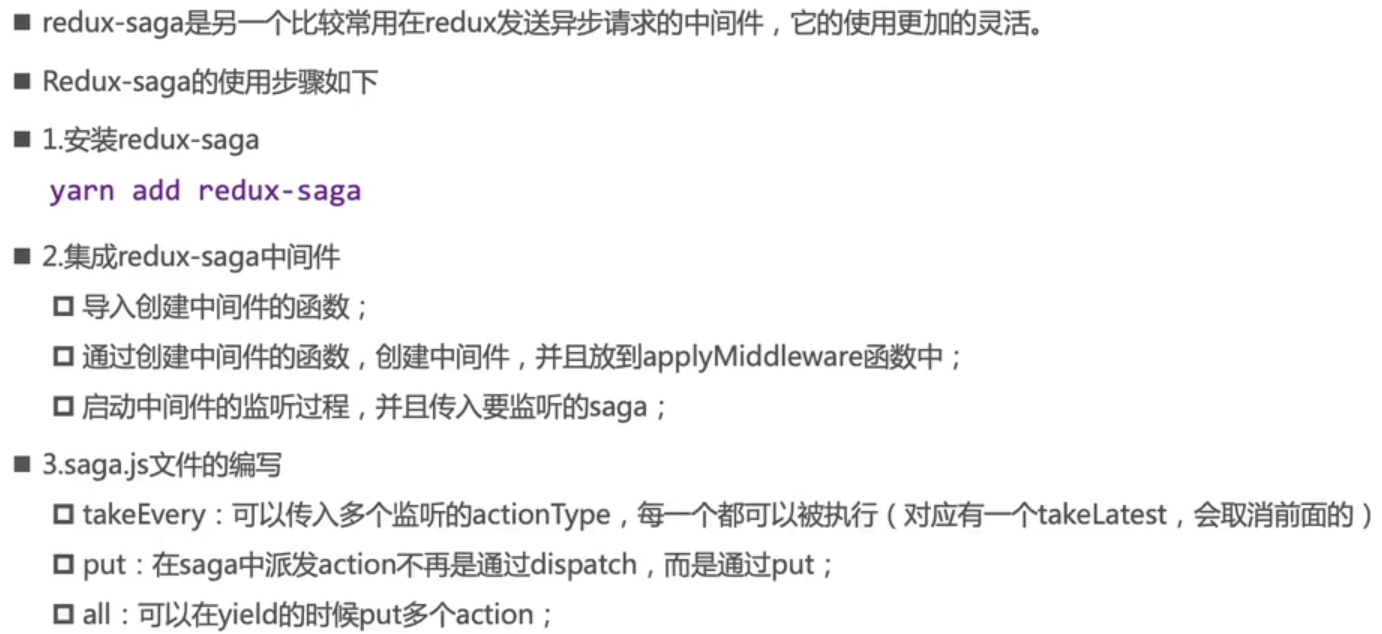 redux-saga是另一个比较常用在redux发送异步请求的中间件，它的使用更加的灵活。
Redux-saga的使用步骤如下
1.安装redux-saga
yarn add redux-saga
2.集成redux-saga中间件
导入创建中间件的函数；
通过创建中间件的函数，创建中间件，并且放到applyMiddleware函数中；
启动中间件的监听过程，并且传入要监听的saga；
3.saga.js文件的编写
takeEvery：可以传入多个监听的actionType，每一个都可以被执行（对应有一个takeLatest，会取消前面的）
put：在saga中派发action不再是通过dispatch，而是通过put；
all：可以在yield的时候put多个action；